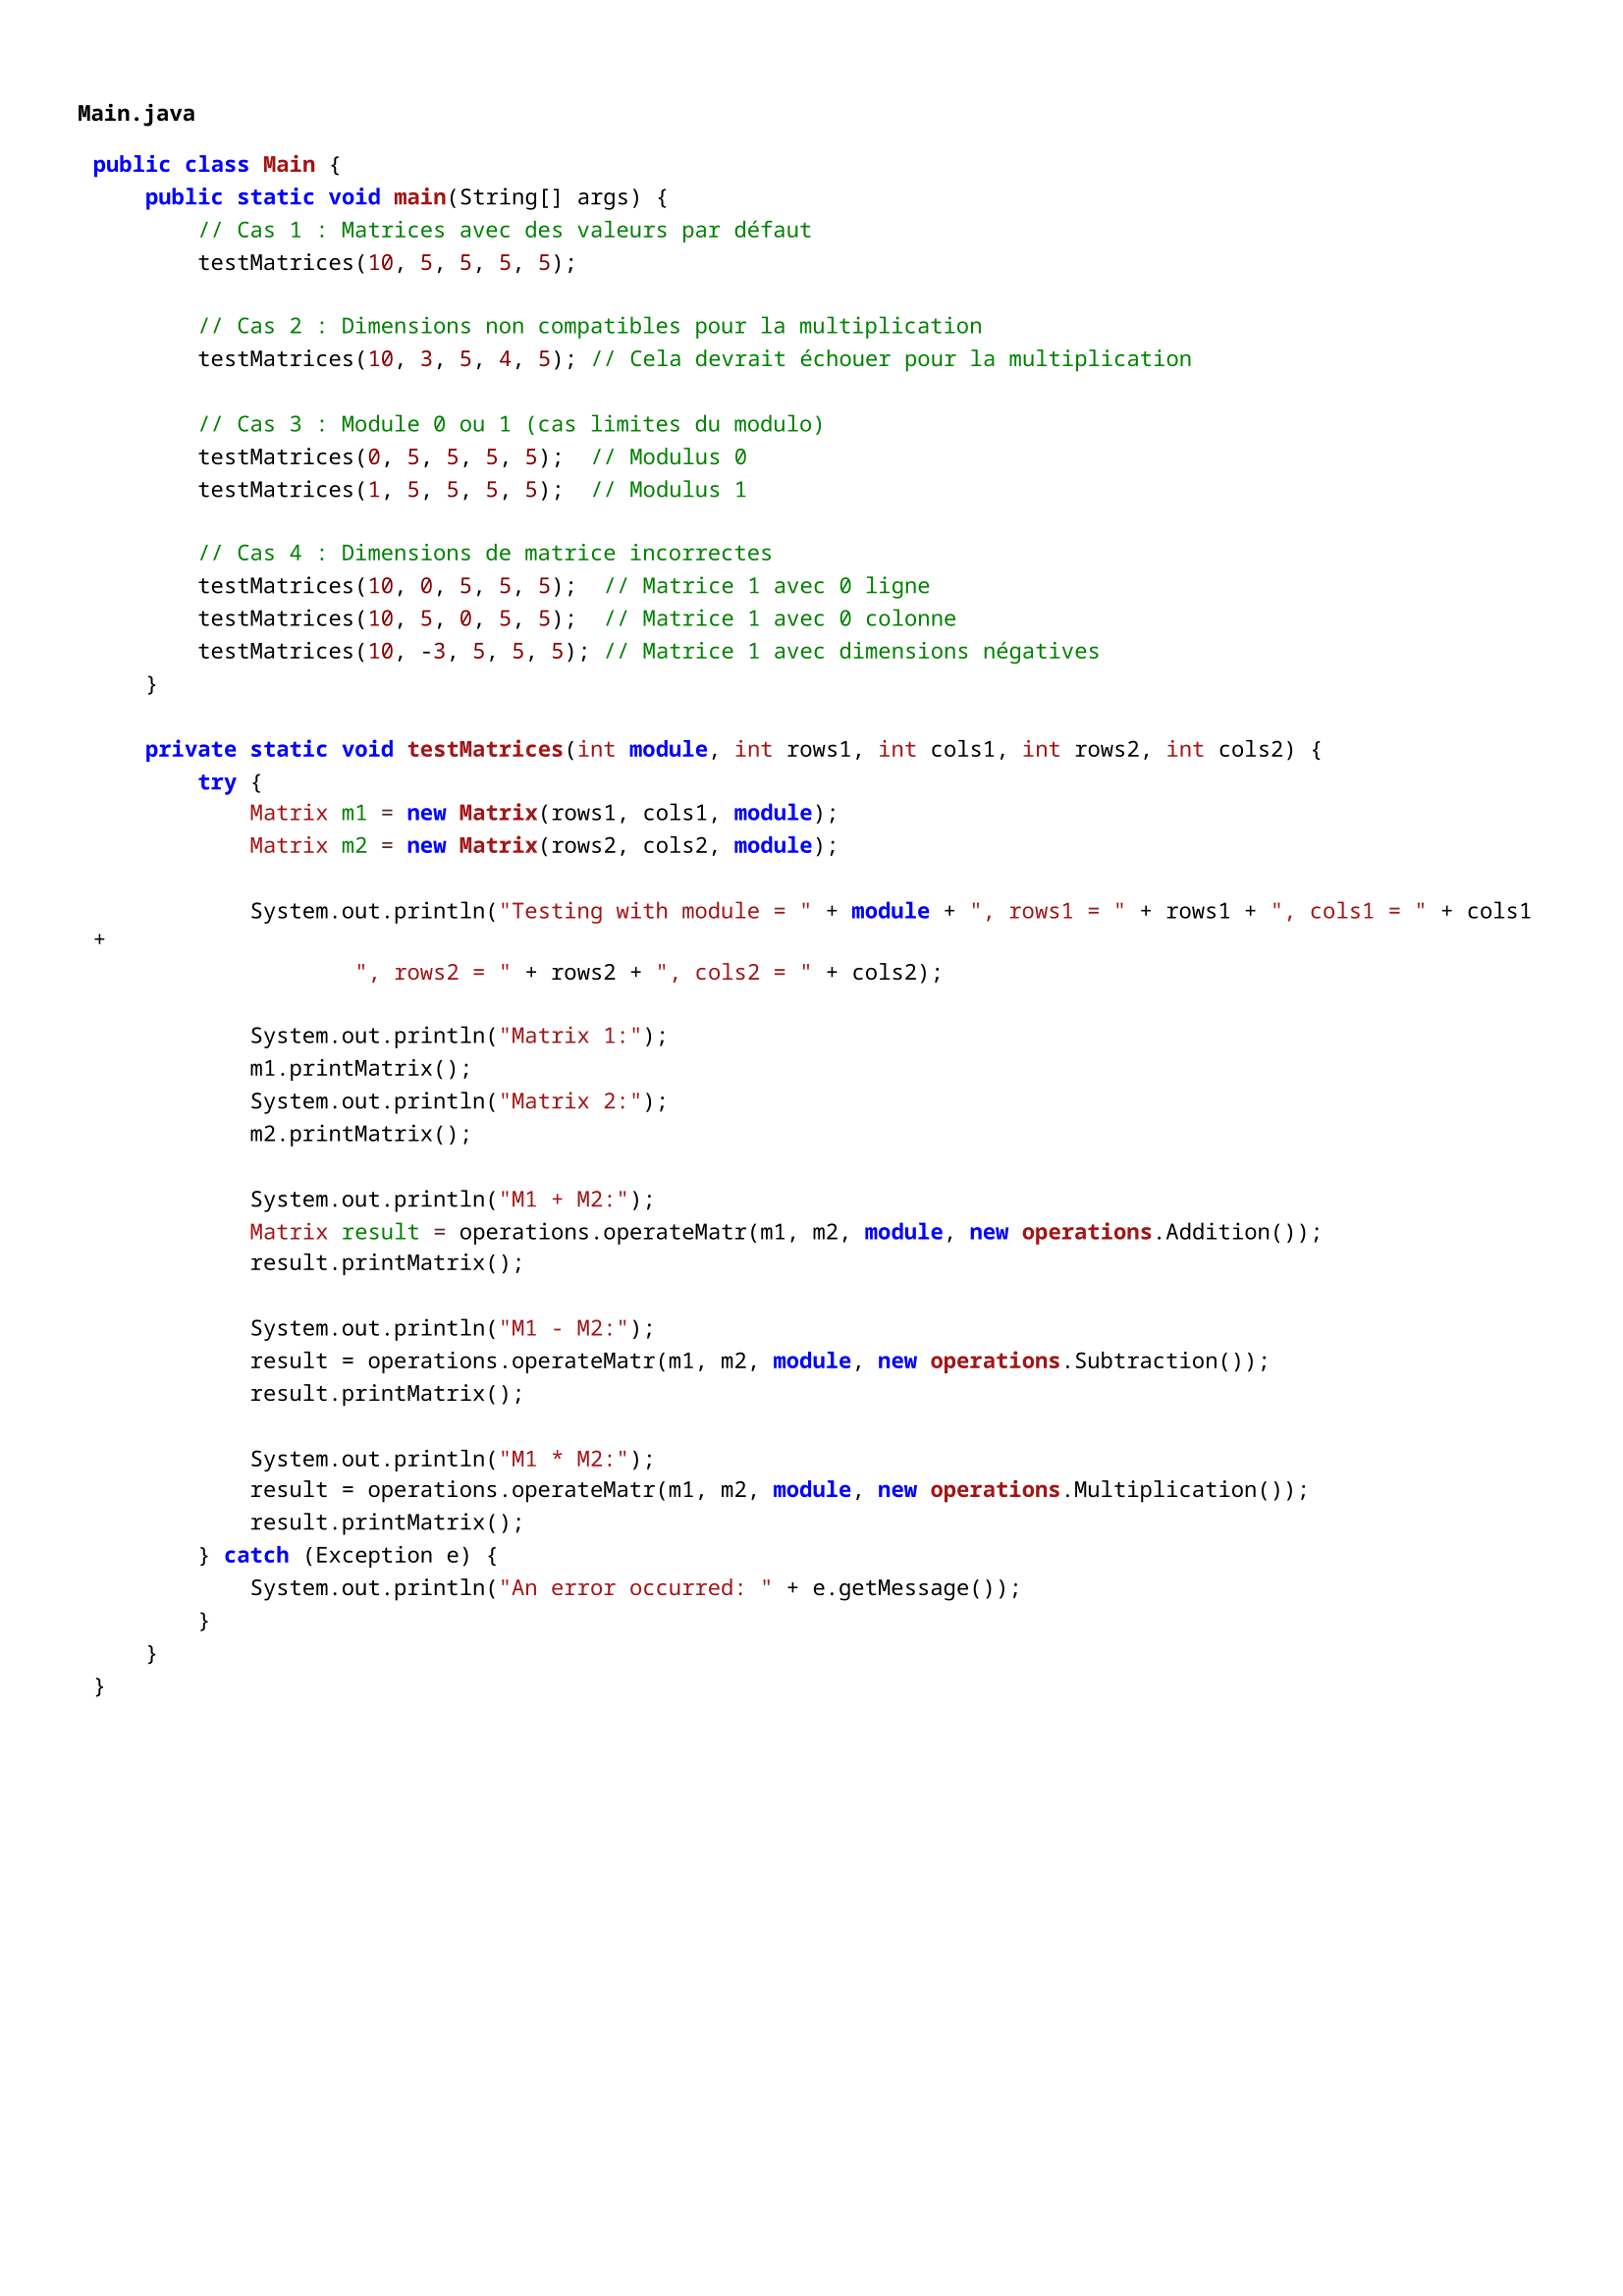 Main.java
public class Main {
    public static void main(String[] args) {
        // Cas 1 : Matrices avec des valeurs par défaut
        testMatrices(10, 5, 5, 5, 5);

        // Cas 2 : Dimensions non compatibles pour la multiplication
        testMatrices(10, 3, 5, 4, 5); // Cela devrait échouer pour la multiplication

        // Cas 3 : Module 0 ou 1 (cas limites du modulo)
        testMatrices(0, 5, 5, 5, 5);  // Modulus 0
        testMatrices(1, 5, 5, 5, 5);  // Modulus 1

        // Cas 4 : Dimensions de matrice incorrectes
        testMatrices(10, 0, 5, 5, 5);  // Matrice 1 avec 0 ligne
        testMatrices(10, 5, 0, 5, 5);  // Matrice 1 avec 0 colonne
        testMatrices(10, -3, 5, 5, 5); // Matrice 1 avec dimensions négatives
    }

    private static void testMatrices(int module, int rows1, int cols1, int rows2, int cols2) {
        try {
            Matrix m1 = new Matrix(rows1, cols1, module);
            Matrix m2 = new Matrix(rows2, cols2, module);

            System.out.println("Testing with module = " + module + ", rows1 = " + rows1 + ", cols1 = " + cols1
+
                    ", rows2 = " + rows2 + ", cols2 = " + cols2);

            System.out.println("Matrix 1:");
            m1.printMatrix();
            System.out.println("Matrix 2:");
            m2.printMatrix();

            System.out.println("M1 + M2:");
            Matrix result = operations.operateMatr(m1, m2, module, new operations.Addition());
            result.printMatrix();

            System.out.println("M1 - M2:");
            result = operations.operateMatr(m1, m2, module, new operations.Subtraction());
            result.printMatrix();

            System.out.println("M1 * M2:");
            result = operations.operateMatr(m1, m2, module, new operations.Multiplication());
            result.printMatrix();
        } catch (Exception e) {
            System.out.println("An error occurred: " + e.getMessage());
        }
    }
}